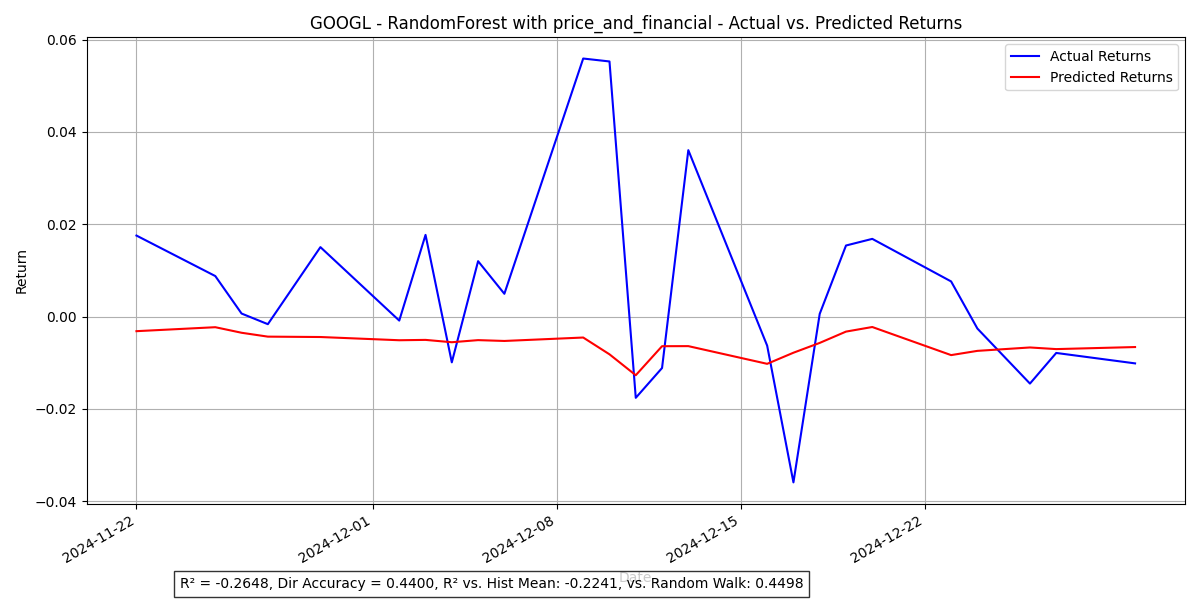 GOOGL - RandomForest with price_and_financial - Actual vs. Predicted Returns
Actual Returns
Predicted Returns
0.06
0.04
0.02
0.00
−0.02
−0.04
Return
2024-11-22
2024-12-01
2024-12-08
2024-12-15
2024-12-22
Date
R² = -0.2648, Dir Accuracy = 0.4400, R² vs. Hist Mean: -0.2241, vs. Random Walk: 0.4498